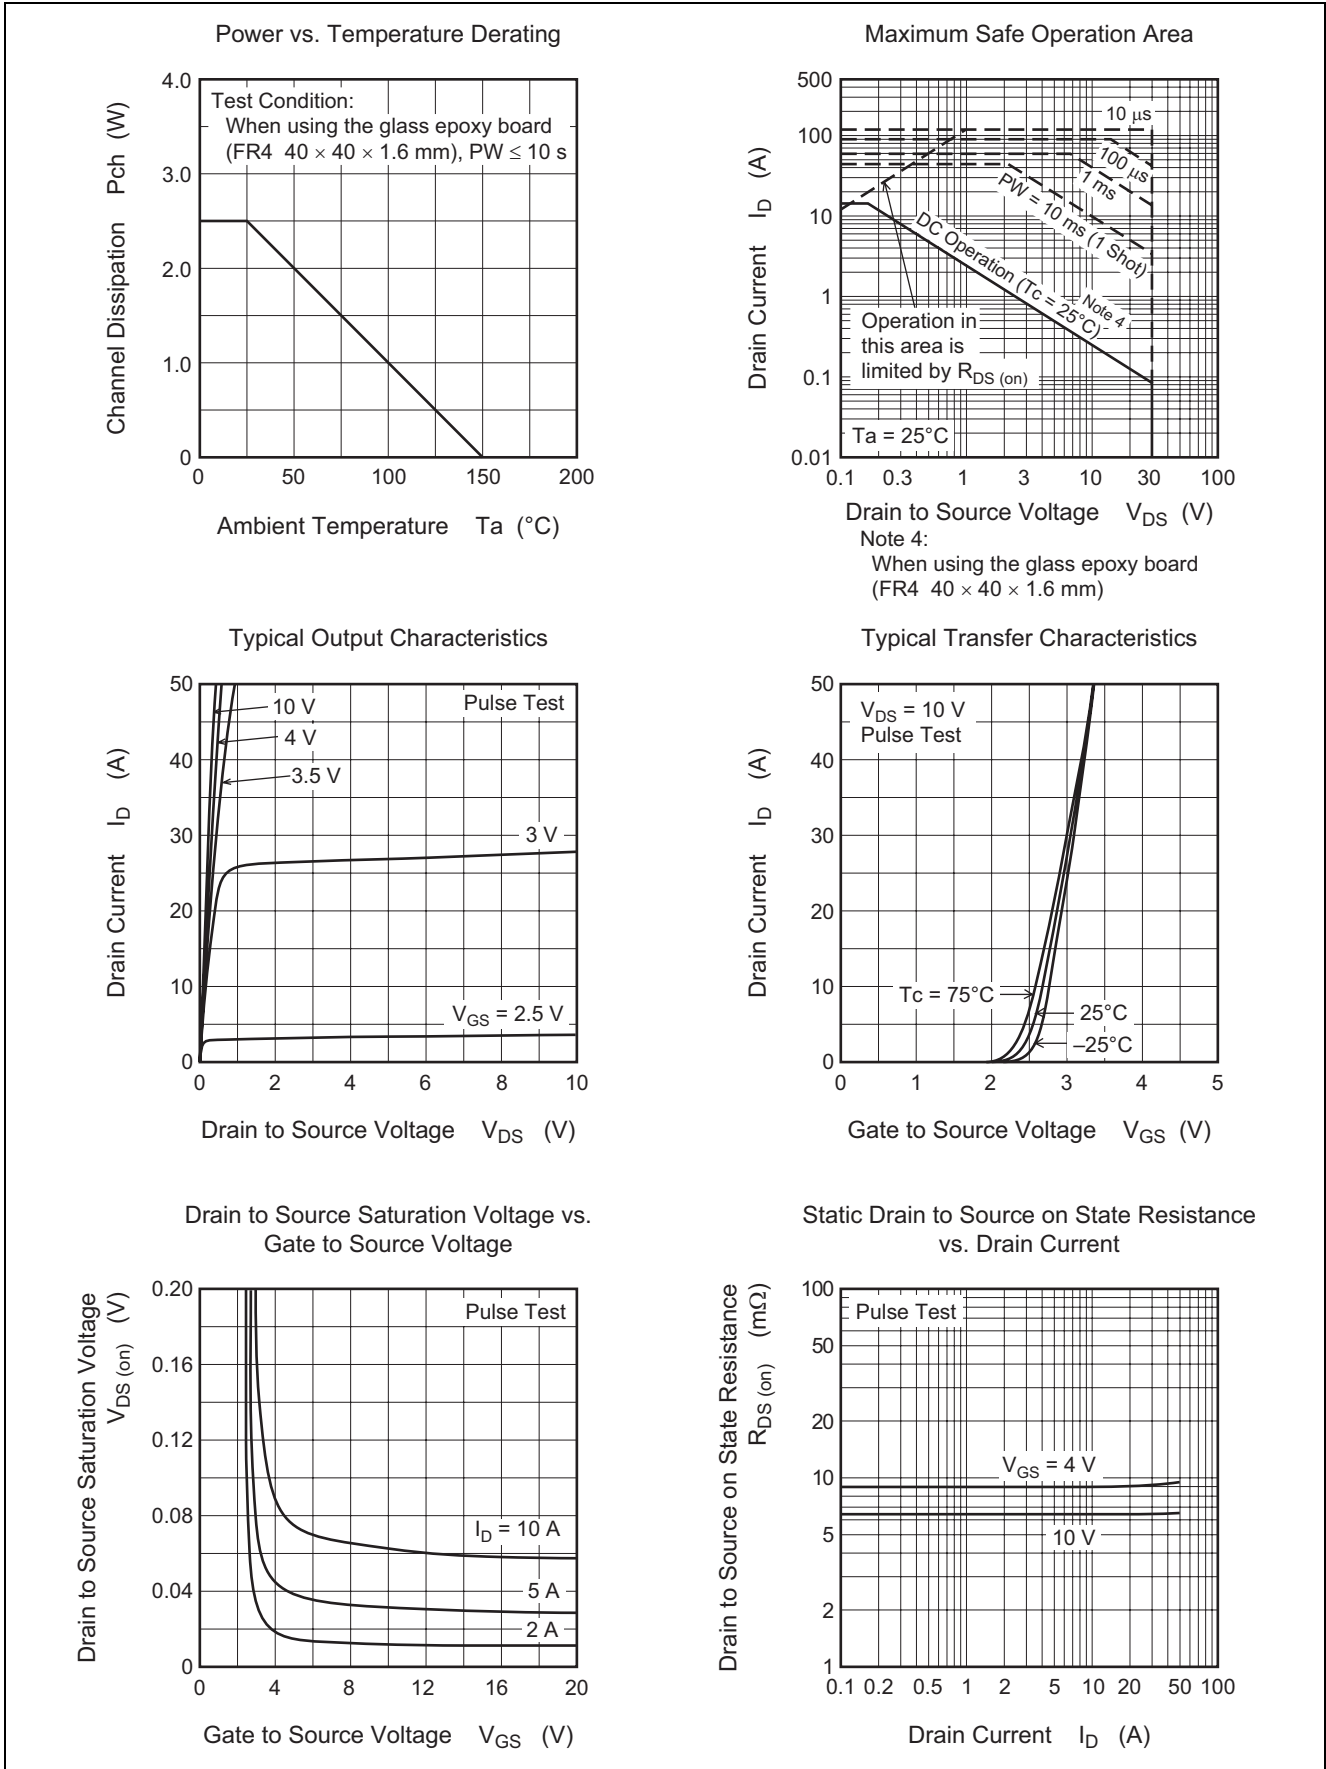 Power vs. Temperature Derating
4.0
3.0
2.0
1.0
0
Channel Dissipation Pch (W)
Test Condition:
When using the glass epoxy board
(FR4 40 × 40 × 1.6 mm), PW ≤ 10 s
0 50 100 150 200
Ambient Temperature Ta (°C)
Maximum Safe Operation Area
500
100
10
1
0.1
0.01
Drain Current I_D (A)
10 μs
100 μs
1 ms
PW = 10 ms (1 Shot)
DC Operation (Tc = 25°C)
Note 4
Operation in
this area is
limited by R_DS (on)
Ta = 25°C
0.1 0.3 1 3 10 30 100
Drain to Source Voltage V_DS (V)
Note 4:
When using the glass epoxy board
(FR4 40 × 40 × 1.6 mm)
Typical Output Characteristics
50
40
30
20
10
0
Drain Current I_D (A)
Pulse Test
10 V
4 V
3.5 V
3 V
V_GS = 2.5 V
0 2 4 6 8 10
Drain to Source Voltage V_DS (V)
Typical Transfer Characteristics
50
40
30
20
10
0
Drain Current I_D (A)
V_DS = 10 V
Pulse Test
Tc = 75°C
25°C
–25°C
0 1 2 3 4 5
Gate to Source Voltage V_GS (V)
Drain to Source Saturation Voltage vs.
Gate to Source Voltage
0.20
0.16
0.12
0.08
0.04
0
Drain to Source Saturation Voltage
V_DS (on) (V)
Pulse Test
I_D = 10 A
5 A
2 A
0 4 8 12 16 20
Gate to Source Voltage V_GS (V)
Static Drain to Source on State Resistance
vs. Drain Current
100
50
20
10
5
2
1
Drain to Source on State Resistance
R_DS (on) (mΩ)
Pulse Test
V_GS = 4 V
10 V
0.1 0.2 0.5 1 2 5 10 20 50 100
Drain Current I_D (A)